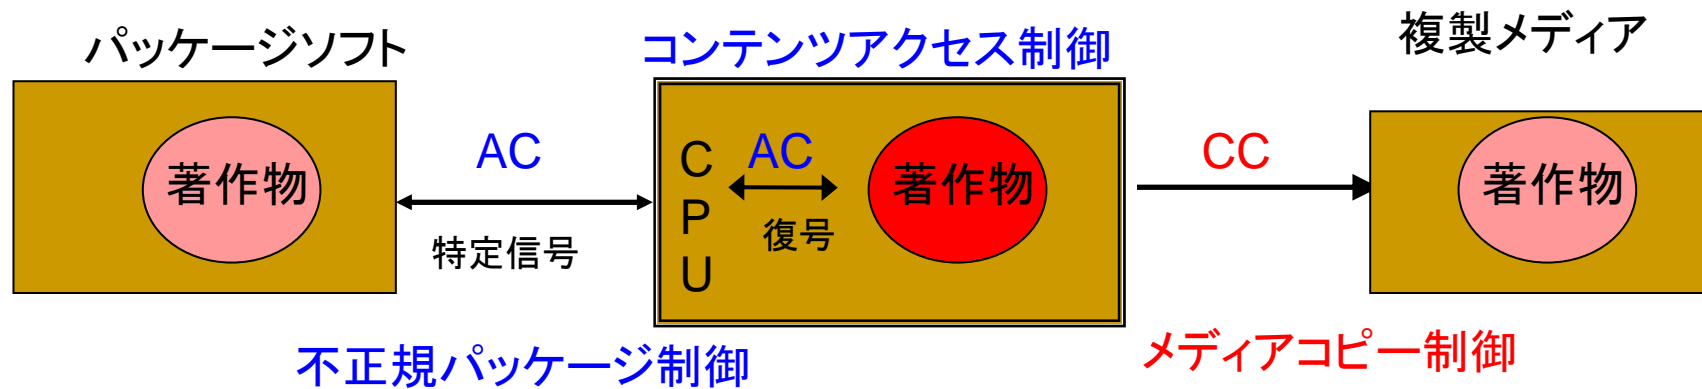 パッケージソフト
コンテンツアクセス制御
複製メディア
著作物
AC
特定信号
CPU
AC
復号
著作物
CC
著作物
不正規パッケージ制御
メディアコピー制御